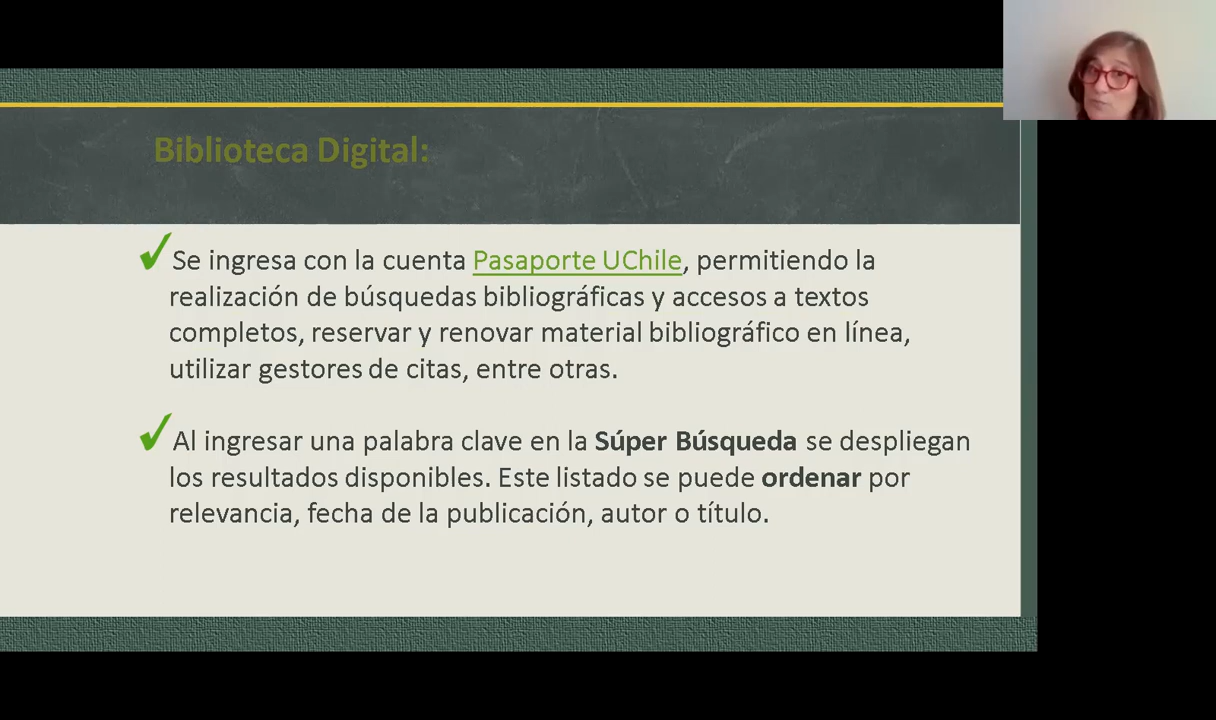 Biblioteca Digital:
Se ingresa con la cuenta Pasaporte UChile, permitiendo la
realización de búsquedas bibliográficas y accesos a textos
completos, reservar y renovar material bibliográfico en línea,
utilizar gestores de citas, entre otras.
Al ingresar una palabra clave en la Súper Búsqueda se despliegan
los resultados disponibles. Este listado se puede ordenar por
relevancia, fecha de la publicación, autor o título.